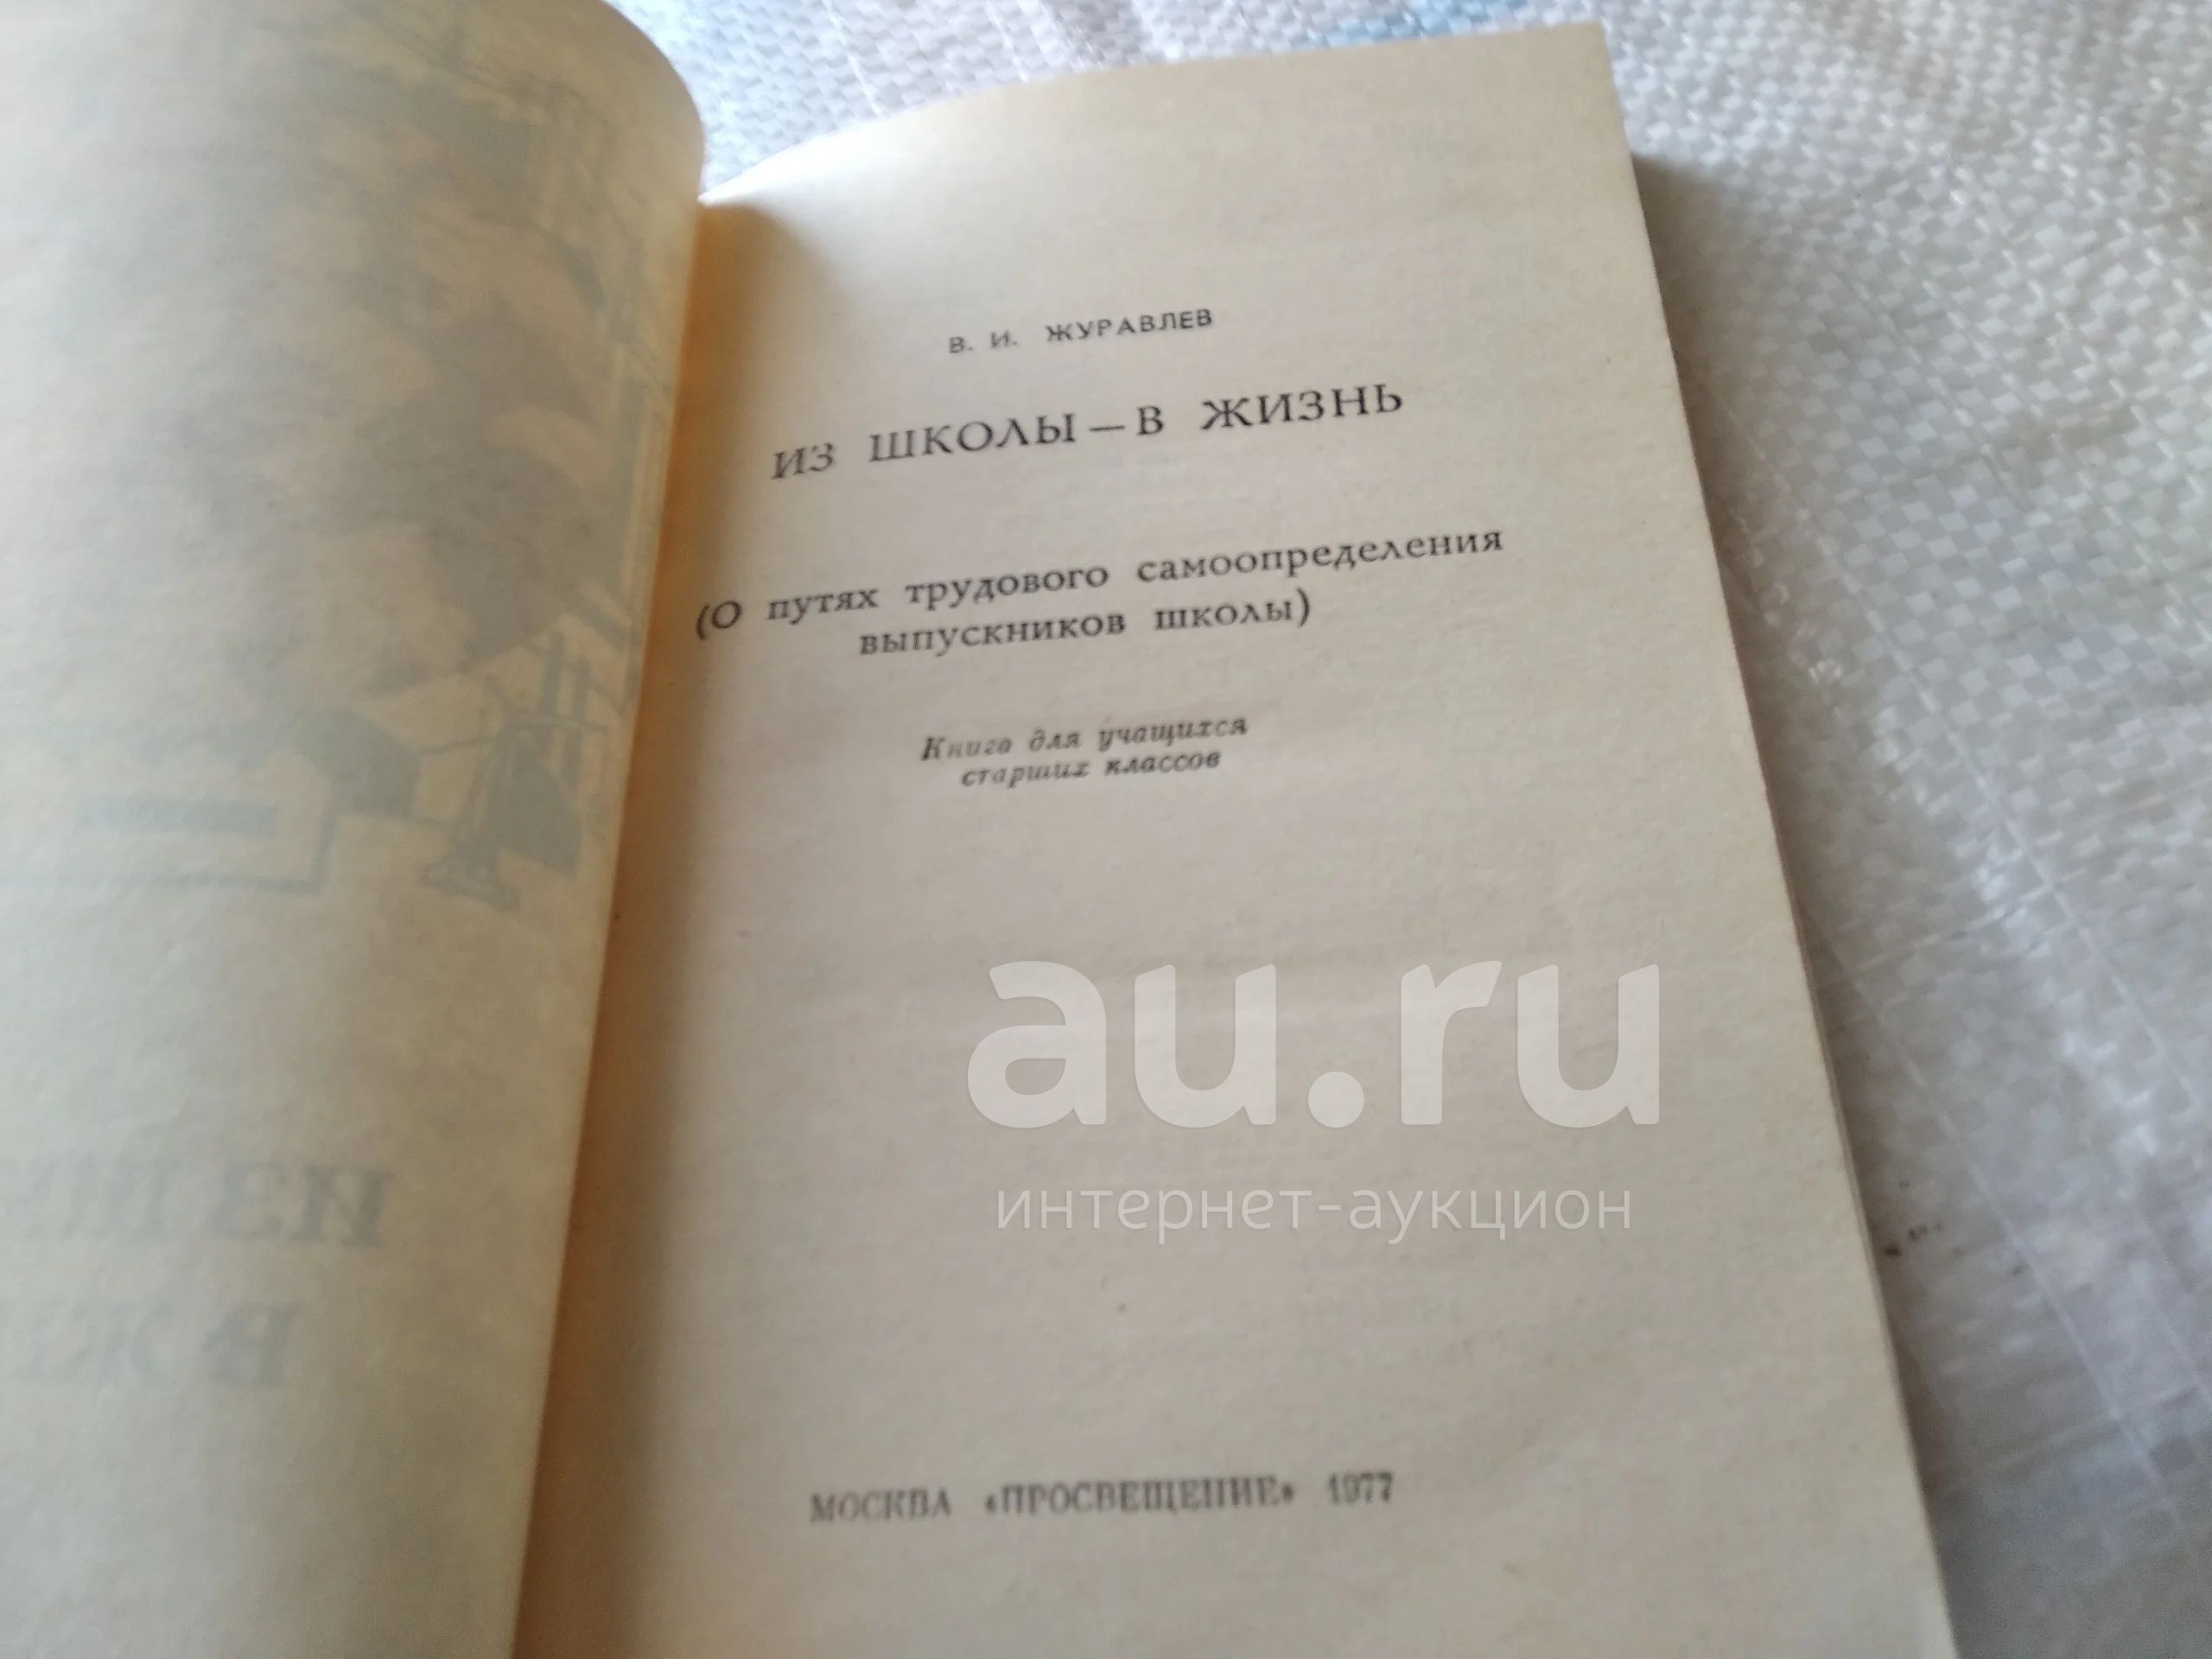 В. И. ЖУРАВЛЕВ
ИЗ ШКОЛЫ — В ЖИЗНЬ
(О путях трудового самоопределения
выпускников школы)
Книга для учащихся
старших классов
au.ru
интернет-аукцион
МОСКВА «ПРОСВЕЩЕНИЕ» 1977